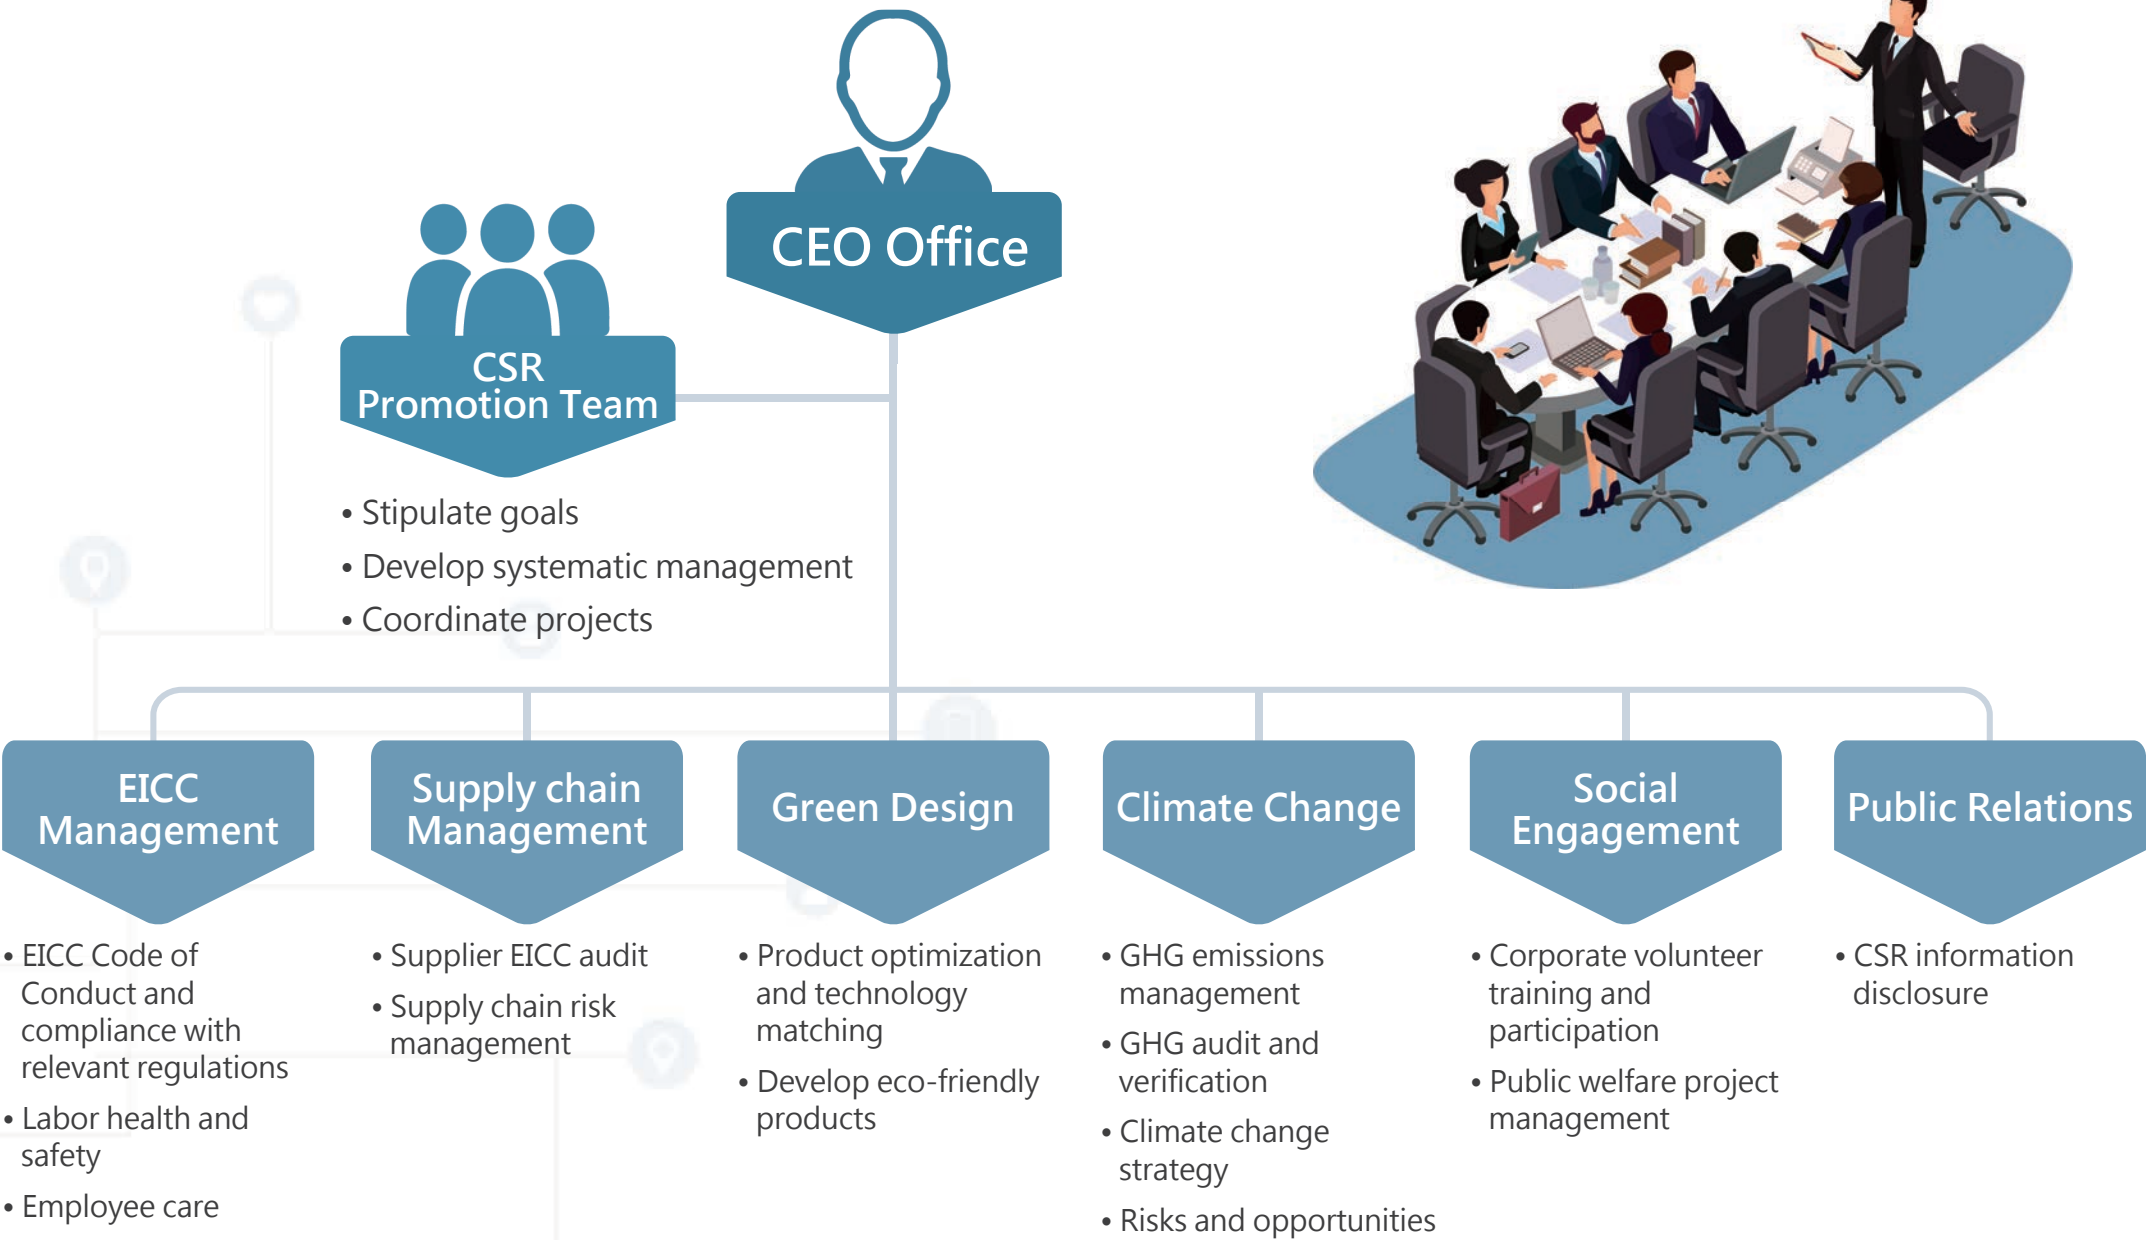 CEO Office
CSR
Promotion Team
• Stipulate goals
• Develop systematic management
• Coordinate projects
EICC
Management
• EICC Code of
Conduct and
compliance with
relevant regulations
• Labor health and
safety
• Employee care
Supply chain
Management
• Supplier EICC audit
• Supply chain risk
management
Green Design
• Product optimization
and technology
matching
• Develop eco-friendly
products
Climate Change
• GHG emissions
management
• GHG audit and
verification
• Climate change
strategy
• Risks and opportunities
Social
Engagement
• Corporate volunteer
training and
participation
• Public welfare project
management
Public Relations
• CSR information
disclosure